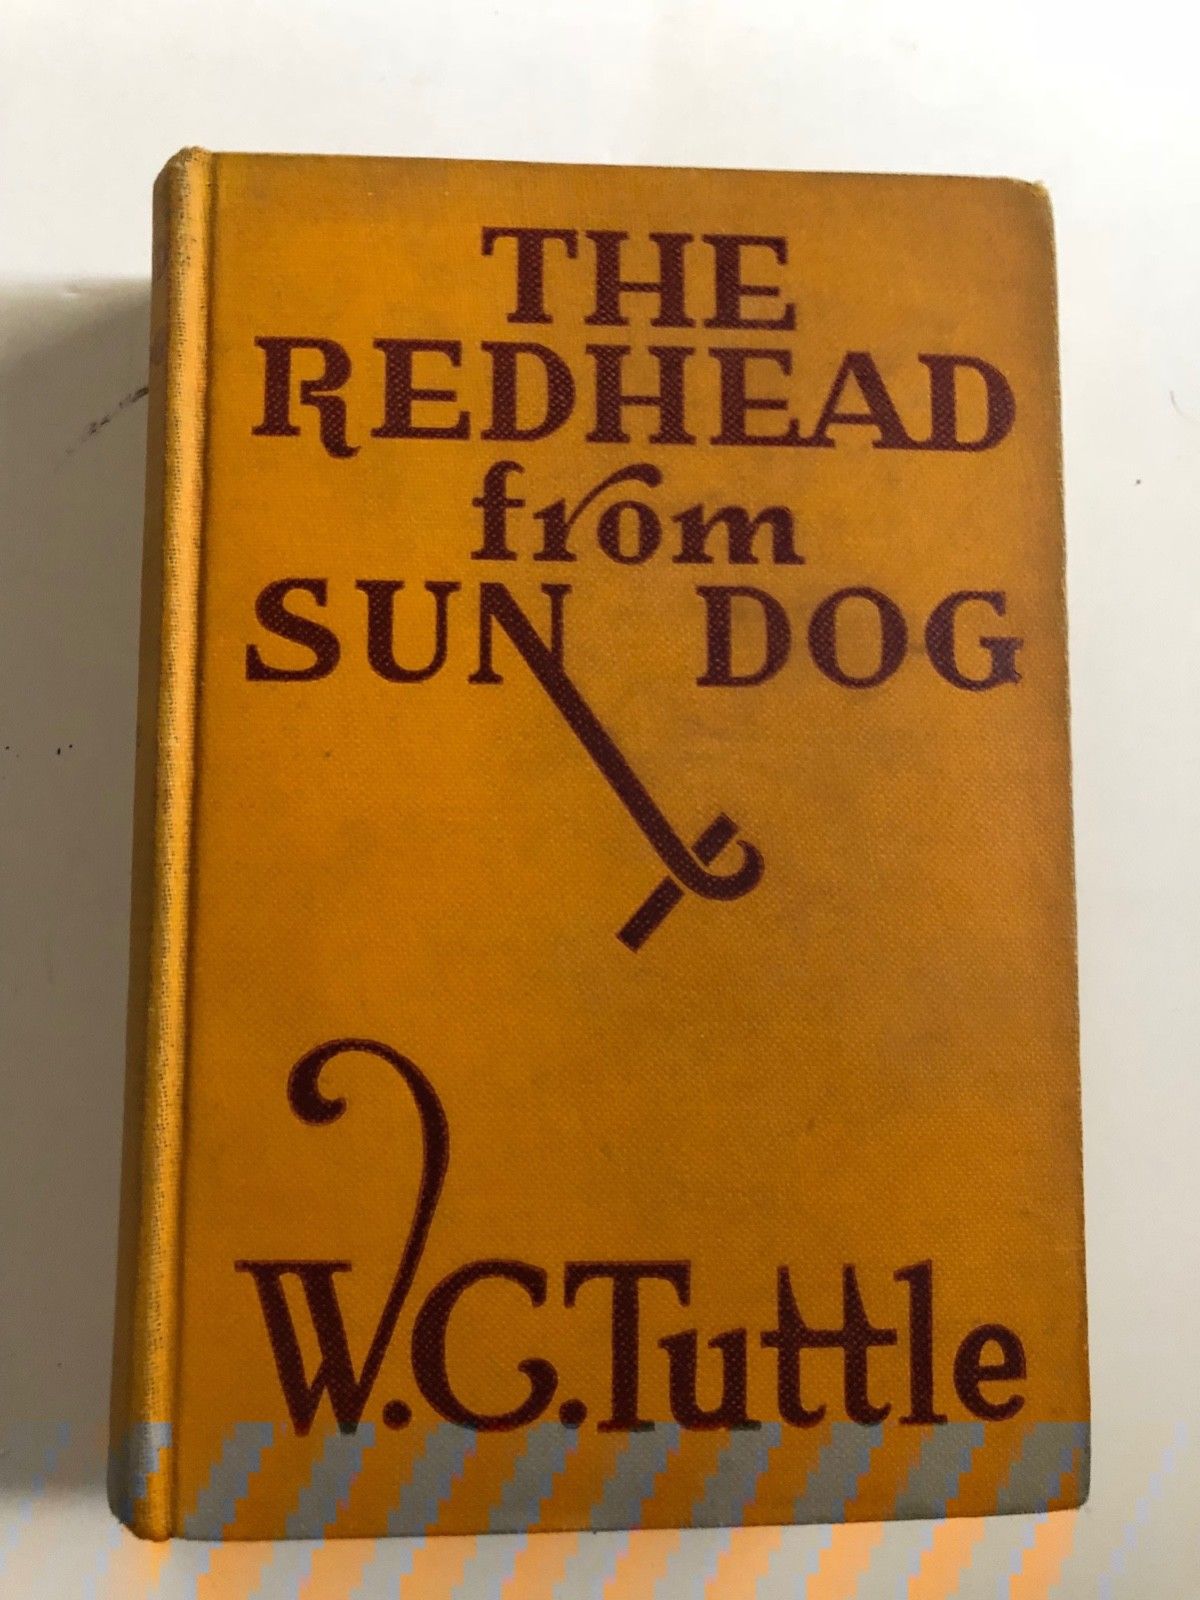 THE
REDHEAD
from
SUN DOG
W.C.Tuttle